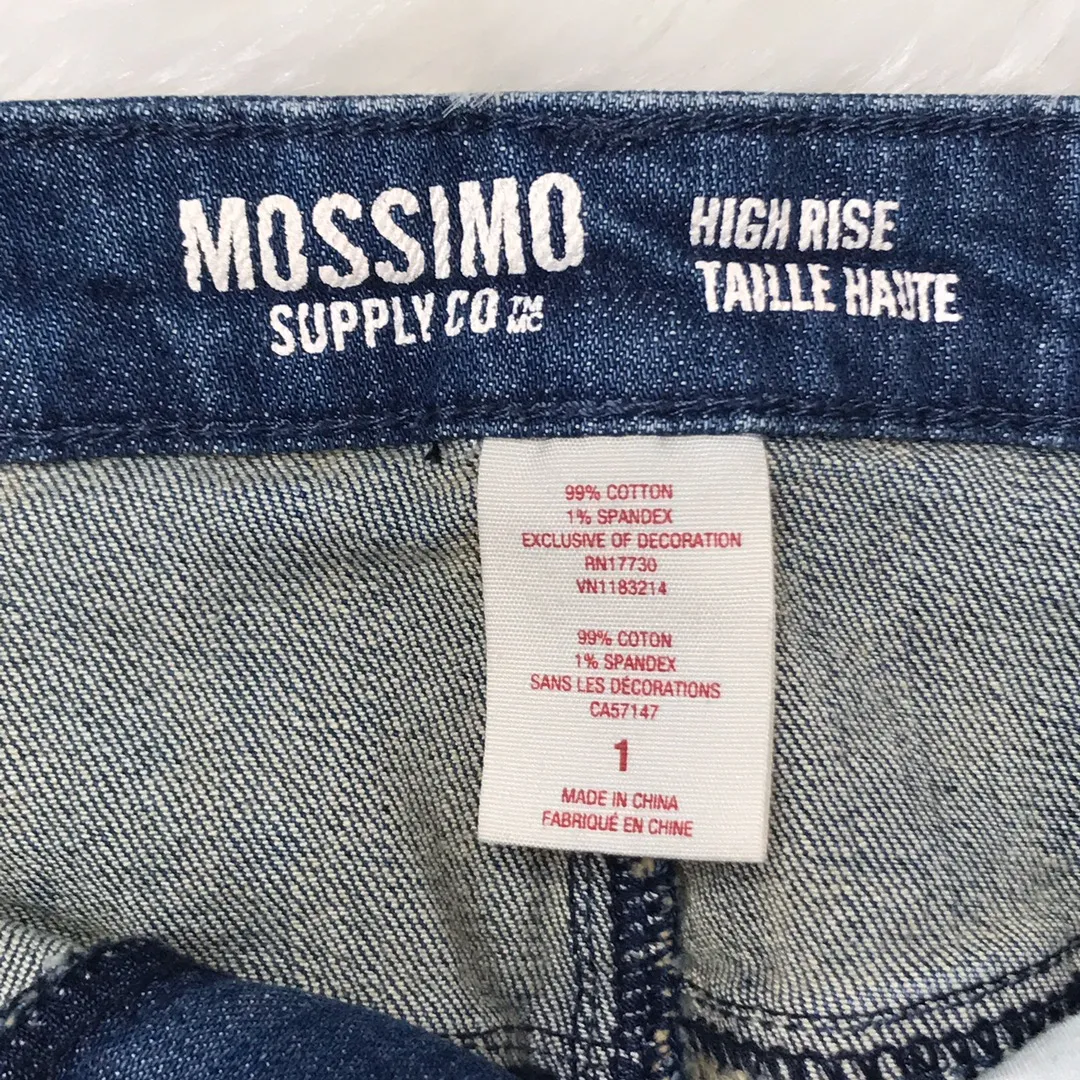 MOSSIMO
SUPPLY CO TM MC
HIGH RISE
TAILLE HAUTE
99% COTTON
1% SPANDEX
EXCLUSIVE OF DECORATION
RN17730
VN1183214
99% COTON
1% SPANDEX
SANS LES DÉCORATIONS
CA57147
1
MADE IN CHINA
FABRIQUÉ EN CHINE